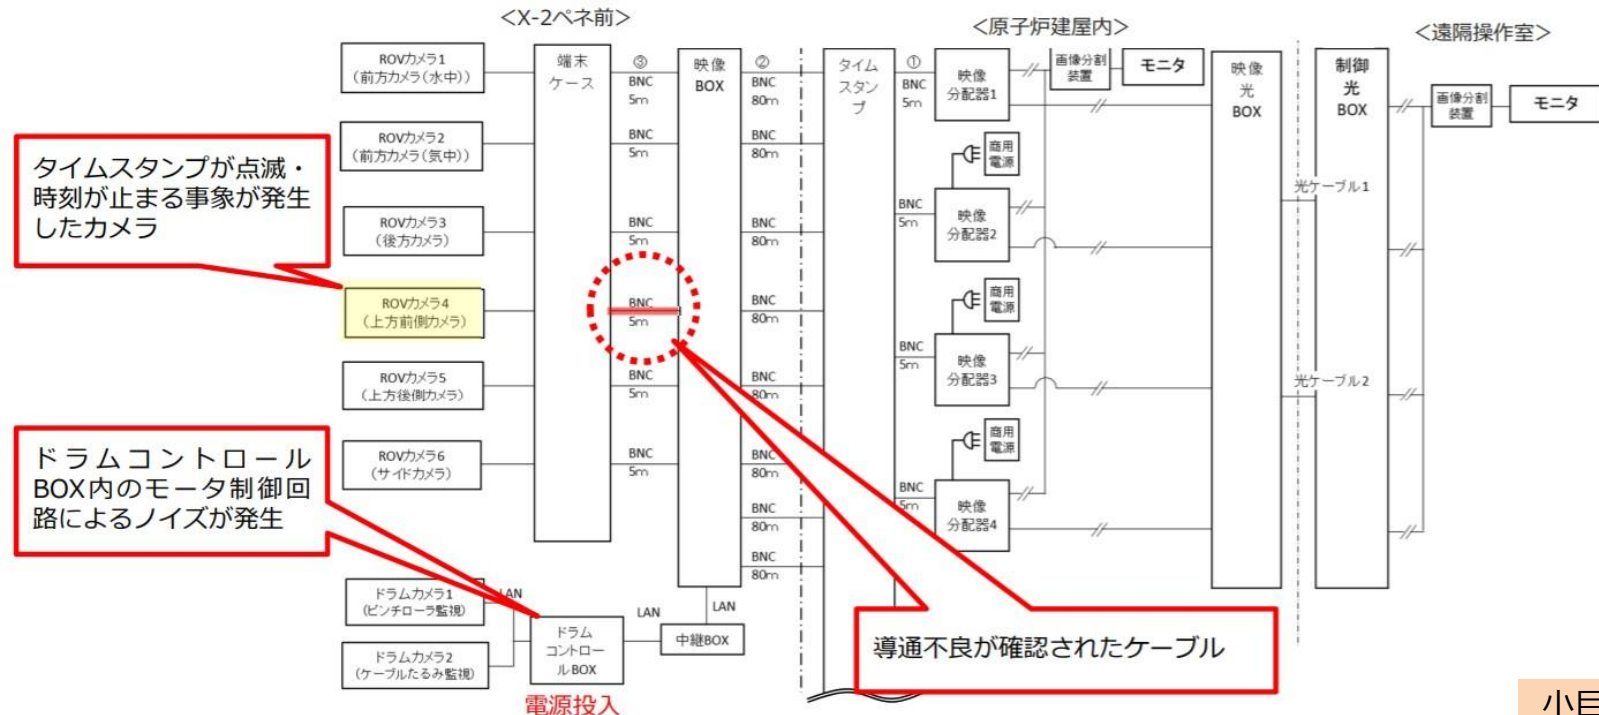 <X-2ペネ前>
<原子炉建屋内>
<遠隔操作室>
ROVカメラ1
(前方カメラ(水中))
ROVカメラ2
(前方カメラ(気中))
ROVカメラ3
(後方カメラ)
ROVカメラ4
(上方前側カメラ)
ROVカメラ5
(上方後側カメラ)
ROVカメラ6
(サイドカメラ)
ドラムカメラ1
(ピンチローラ監視)
ドラムカメラ2
(ケーブルたるみ監視)
タイムスタンプが点滅・
時刻が止まる事象が発生
したカメラ
ドラムコントロール
BOX内のモータ制御回
路によるノイズが発生
端末
ケース
③
BNC
5m
BNC
5m
BNC
5m
BNC
5m
BNC
5m
BNC
5m
映像
BOX
②
BNC
80m
BNC
80m
BNC
80m
BNC
80m
BNC
80m
BNC
80m
BNC
80m
BNC
80m
LAN
ドラム
コントロー
ルBOX
電源投入
LAN
中継BOX
LAN
タイム
スタン
プ
①
BNC
5m
BNC
5m
BNC
5m
BNC
5m
映像
分配器1
商用
電源
映像
分配器2
商用
電源
映像
分配器3
商用
電源
映像
分配器4
画像分割
装置
モニタ
映像
光
BOX
光ケーブル1
光ケーブル2
制御
光
BOX
画像分割
装置
モニタ
導通不良が確認されたケーブル